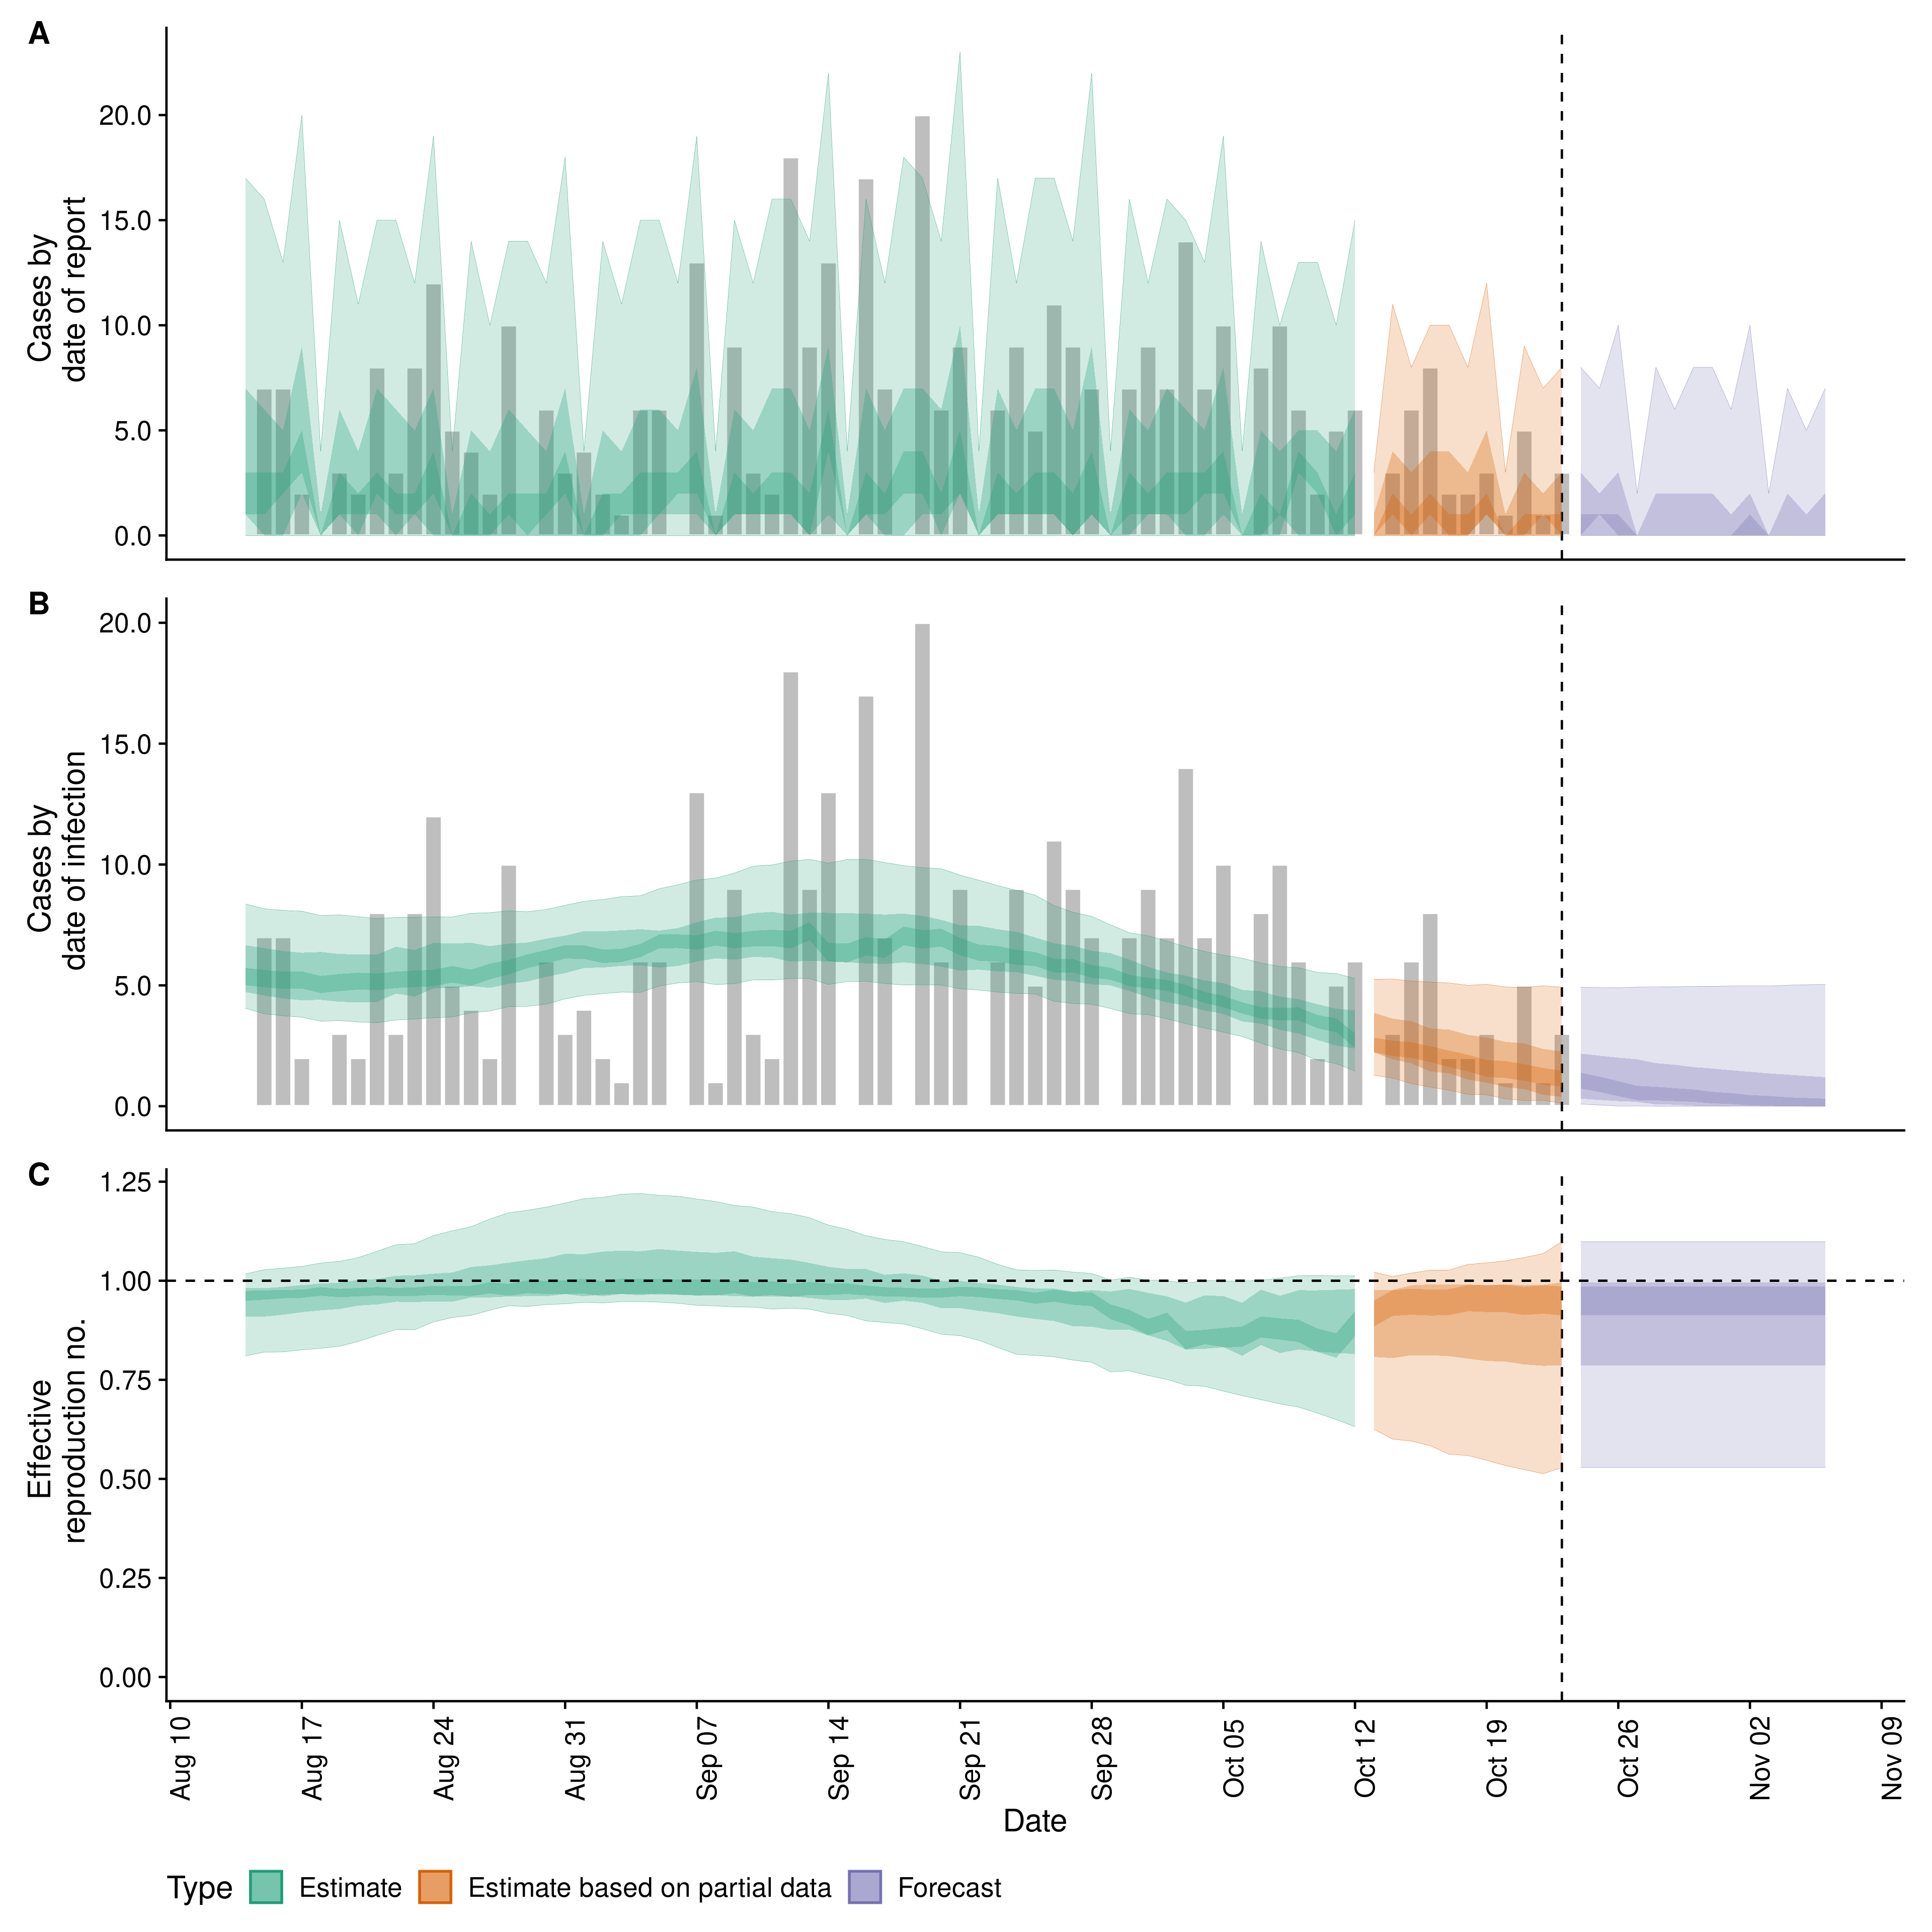 A
Cases by
date of report
20.0
15.0
10.0
5.0
0.0
B
Cases by
date of infection
20.0
15.0
10.0
5.0
0.0
C
Effective
reproduction no.
1.25
1.00
0.75
0.50
0.25
0.00
Aug 10
Aug 17
Aug 24
Aug 31
Sep 07
Sep 14
Sep 21
Sep 28
Oct 05
Oct 12
Oct 19
Oct 26
Nov 02
Nov 09
Date
Type Estimate Estimate based on partial data Forecast